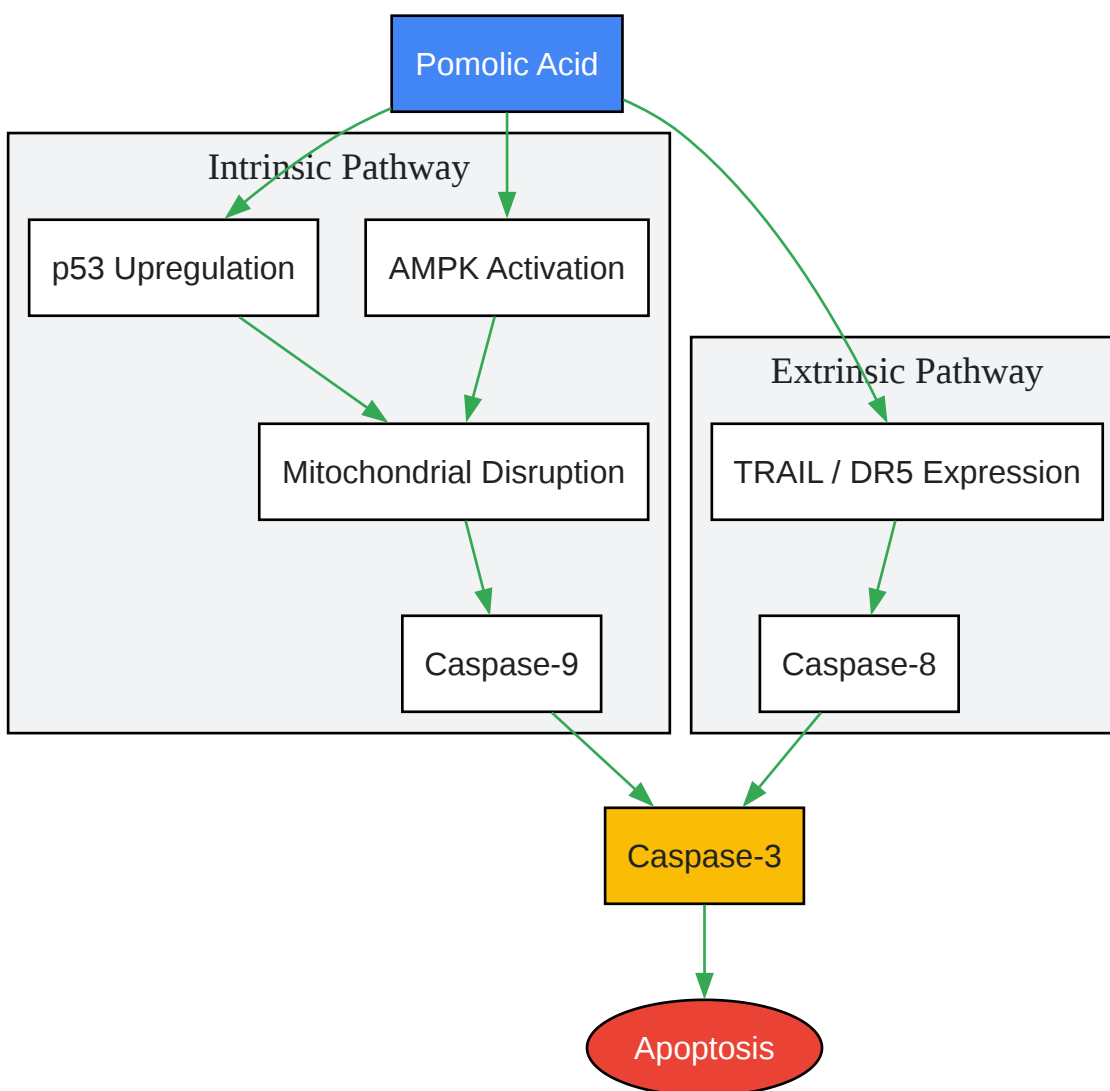 Pomolic Acid
Intrinsic Pathway
p53 Upregulation
AMPK Activation
Extrinsic Pathway
Mitochondrial Disruption
TRAIL / DR5 Expression
Caspase-9
Caspase-8
Caspase-3
Apoptosis